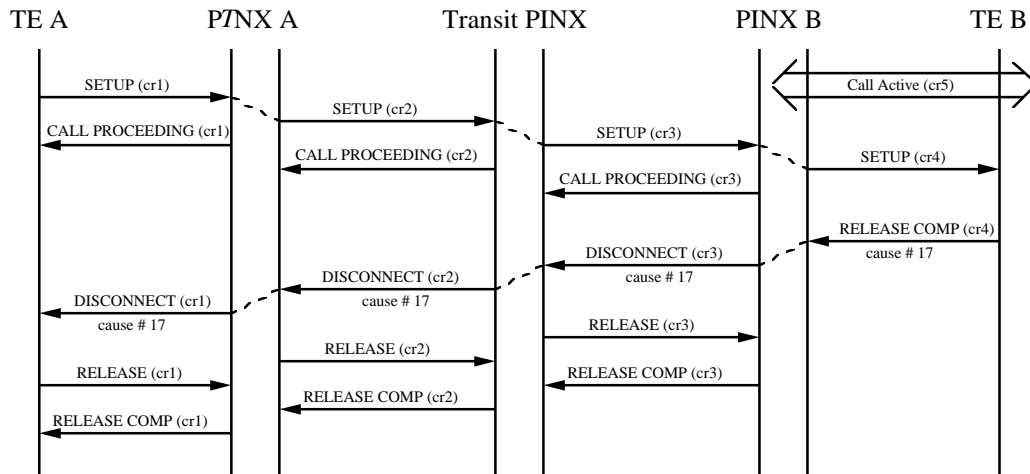 TE A PTNX A Transit PINX PINX B TE B
Call Active (cr5)
SETUP (cr1)
SETUP (cr2)
CALL PROCEEDING (cr1)
SETUP (cr3)
CALL PROCEEDING (cr2)
SETUP (cr4)
CALL PROCEEDING (cr3)
RELEASE COMP (cr4)
cause # 17
DISCONNECT (cr3)
cause # 17
DISCONNECT (cr2)
cause # 17
DISCONNECT (cr1)
cause # 17
RELEASE (cr3)
RELEASE (cr2)
RELEASE (cr1)
RELEASE COMP (cr3)
RELEASE COMP (cr2)
RELEASE COMP (cr1)